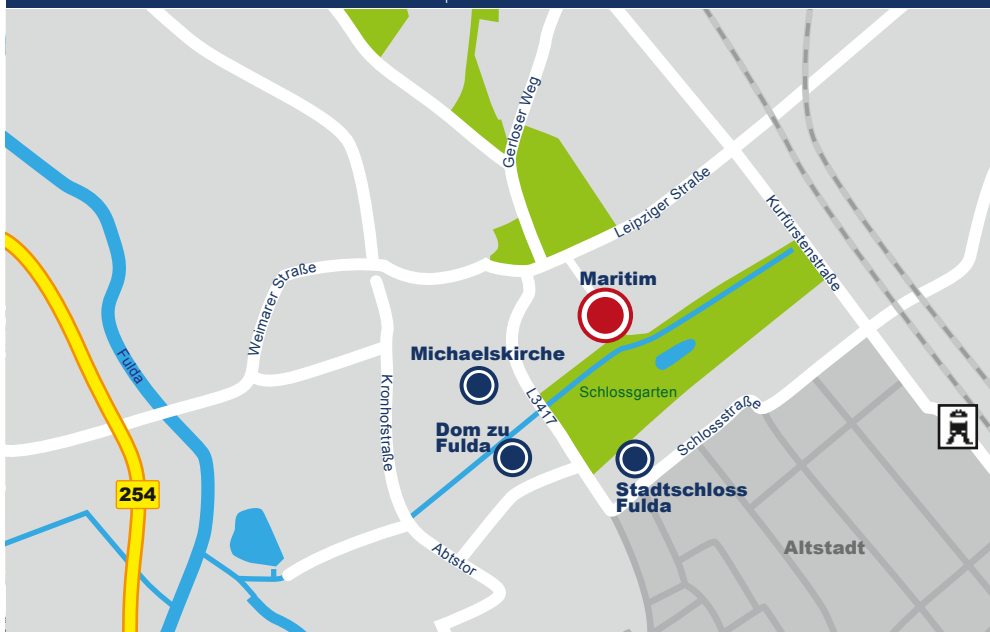 Gerloser Weg
Leipziger Straße
Kurfürstenstraße
Maritim
Weimarer Straße
Fulda
Michaelskirche
Schlossgarten
L3417
Kronhofstraße
Dom zu
Fulda
Schlossstraße
254
Stadtschloss
Fulda
Altstadt
Abtstor